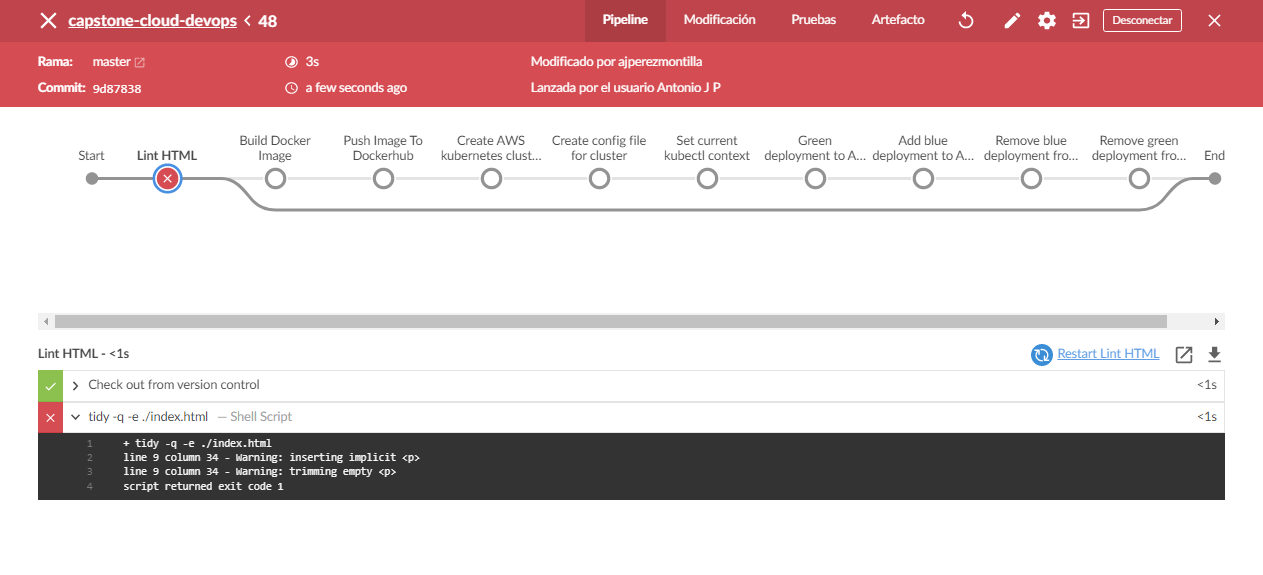 capstone-cloud-devops < 48
Pipeline
Modificación
Pruebas
Artefacto
Desconectar
Rama: master
3s
Modificado por ajperezmontilla
Commit: 9d87838
a few seconds ago
Lanzada por el usuario Antonio J P
Start
Lint HTML
Build Docker
Image
Push Image To
Dockerhub
Create AWS
kubernetes clust...
Create config file
for cluster
Set current
kubectl context
Green
deployment to A...
Add blue
deployment to A...
Remove blue
deployment fro...
Remove green
deployment fro...
End
Lint HTML - <1s
Restart Lint HTML
Check out from version control
<1s
tidy -q -e ./index.html — Shell Script
<1s
1 + tidy -q -e ./index.html
2 line 9 column 34 - Warning: inserting implicit <p>
3 line 9 column 34 - Warning: trimming empty <p>
4 script returned exit code 1